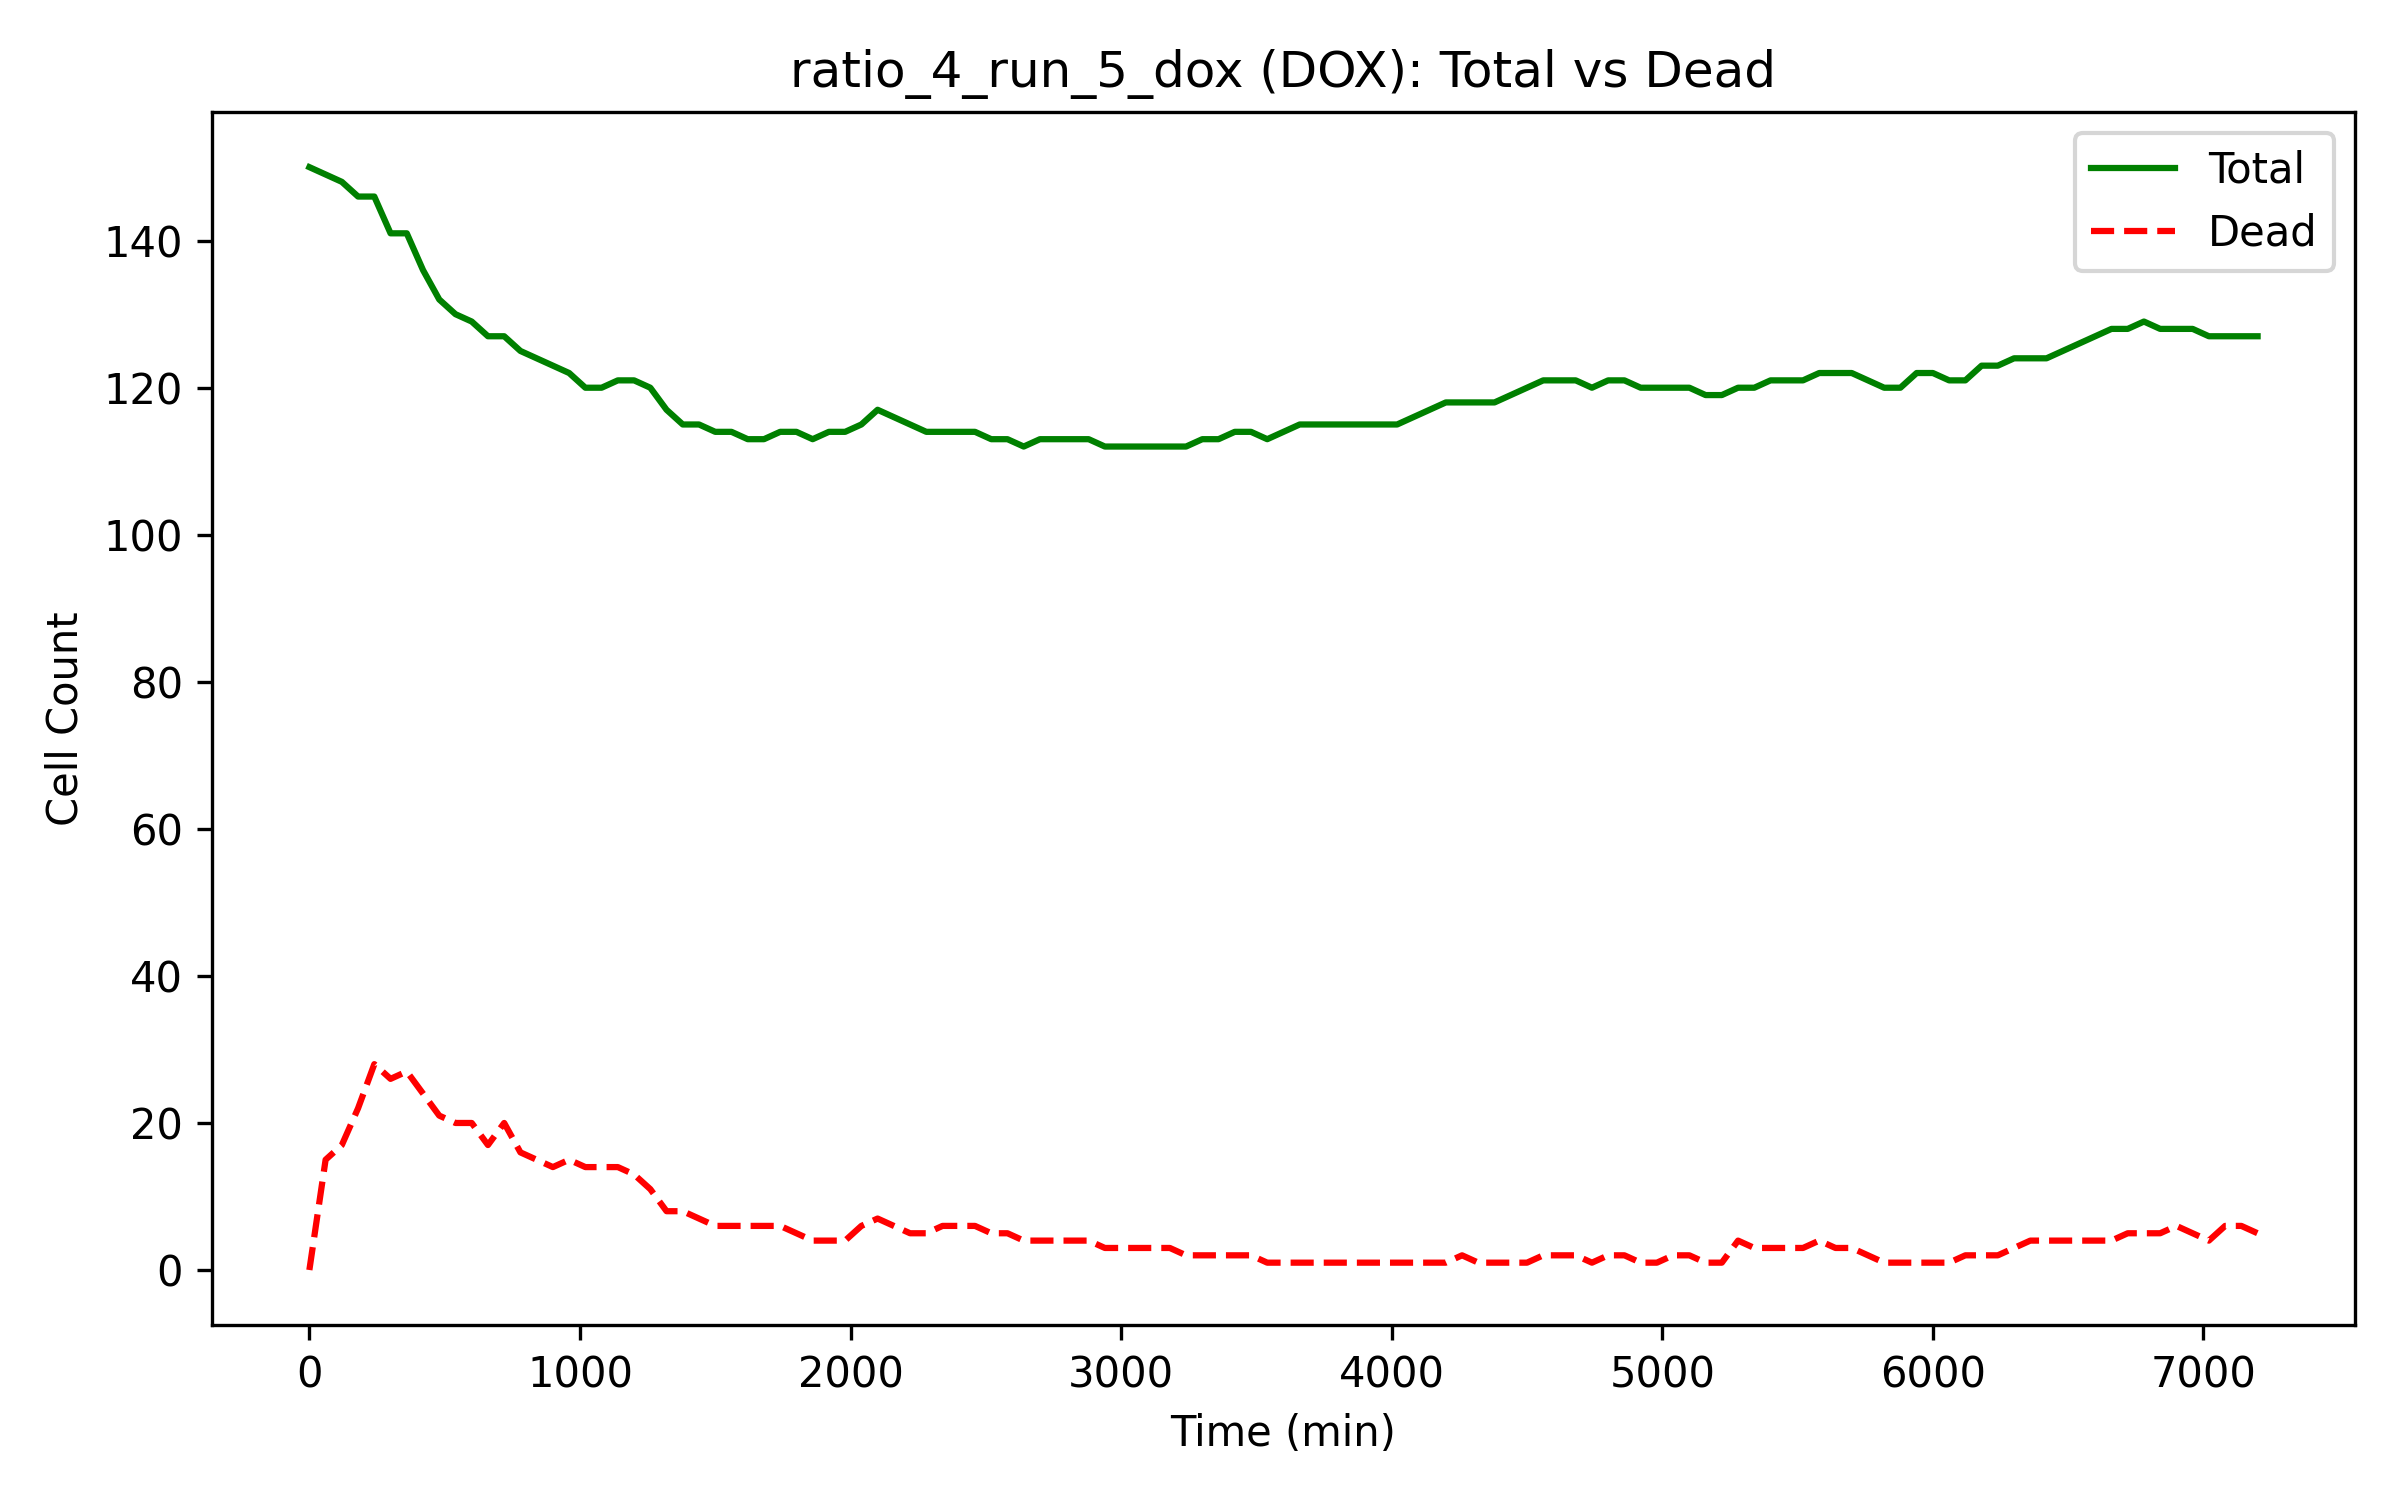 ratio_4_run_5_dox (DOX): Total vs Dead
Total
Dead
Cell Count
140
120
100
80
60
40
20
0
0 1000 2000 3000 4000 5000 6000 7000
Time (min)